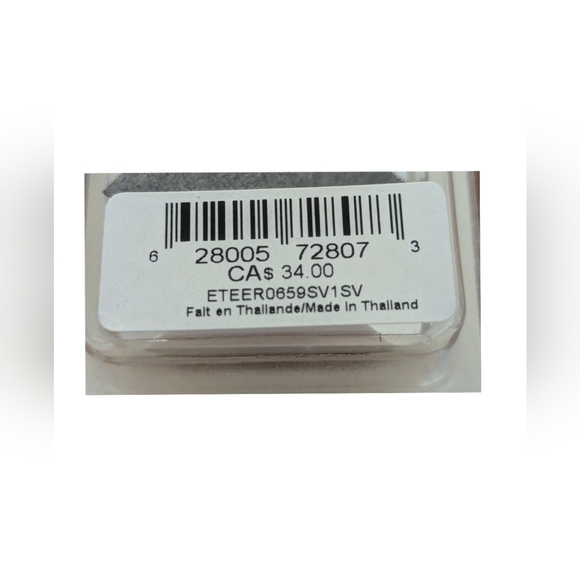 6 28005 72807 3
CA$ 34.00
ETEER0659SV1SV
Fait en Thaïlande/Made in Thailand